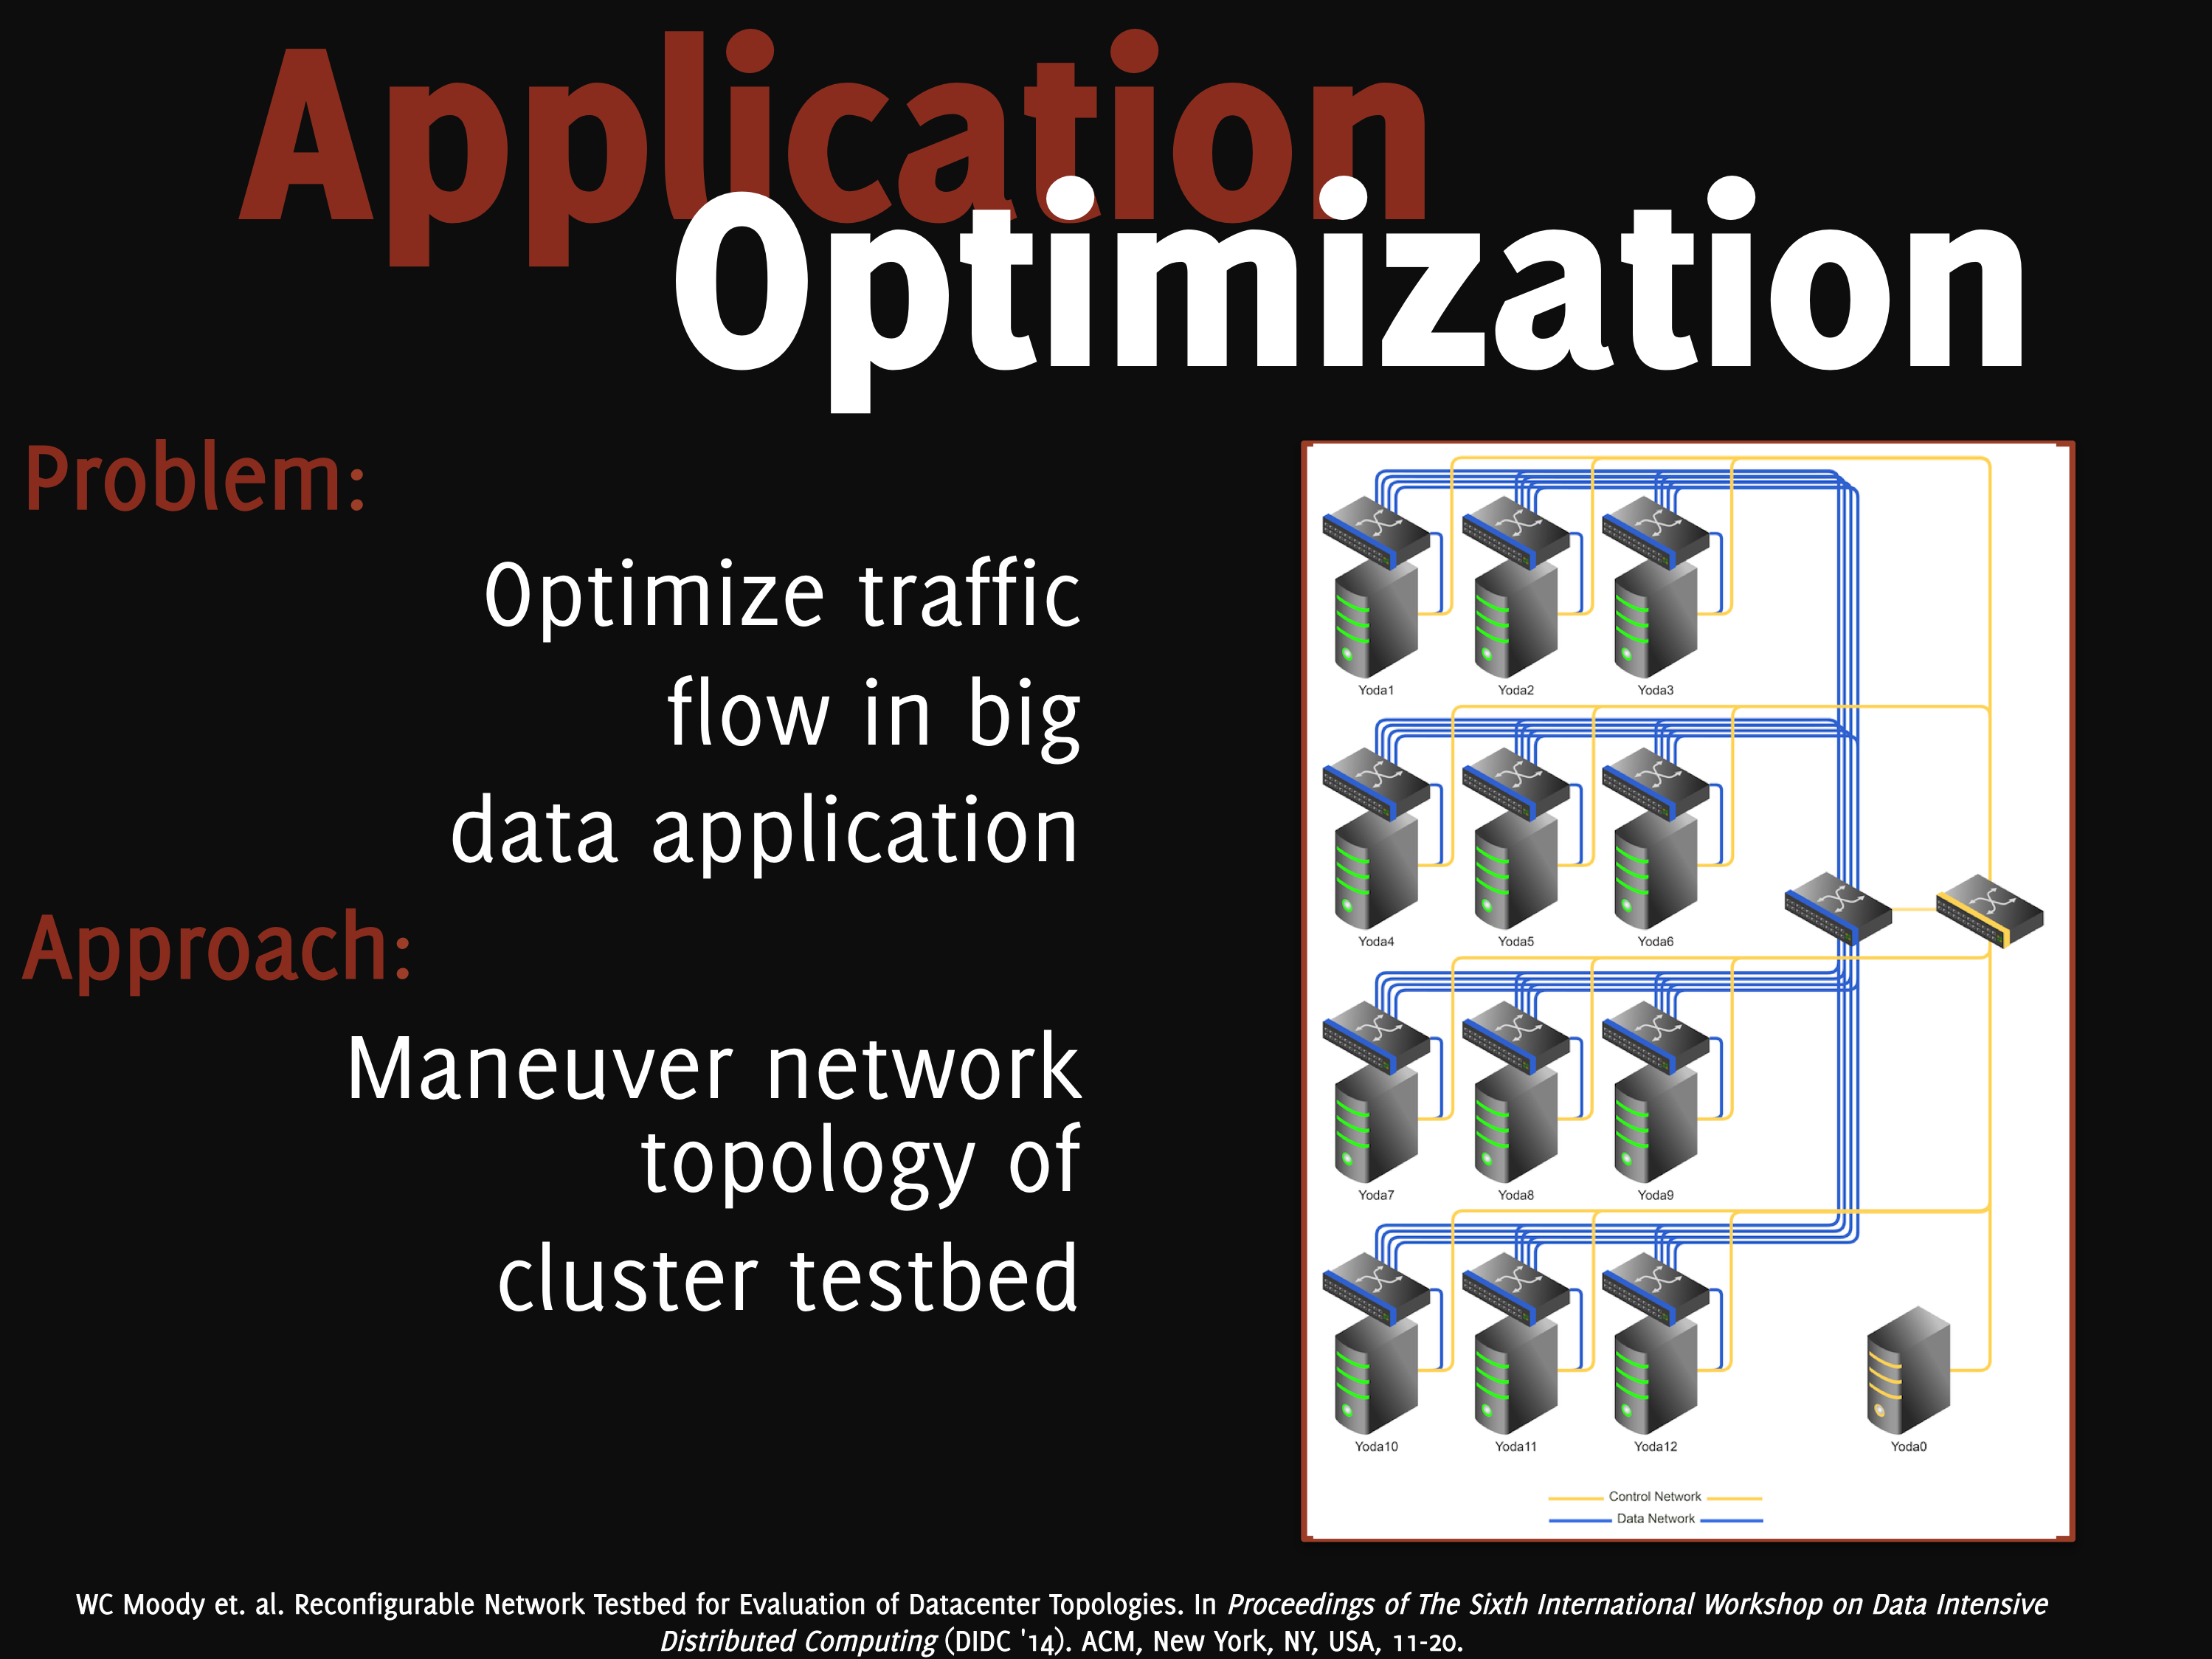 Application
Optimization
Problem:
Optimize traffic
flow in big
data application
Approach:
Maneuver network
topology of
cluster testbed
Yoda1 Yoda2 Yoda3
Yoda4 Yoda5 Yoda6
Yoda7 Yoda8 Yoda9
Yoda10 Yoda11 Yoda12 Yoda0
Control Network
Data Network
WC Moody et. al. Reconfigurable Network Testbed for Evaluation of Datacenter Topologies. In Proceedings of The Sixth International Workshop on Data Intensive
Distributed Computing (DIDC '14). ACM, New York, NY, USA, 11-20.